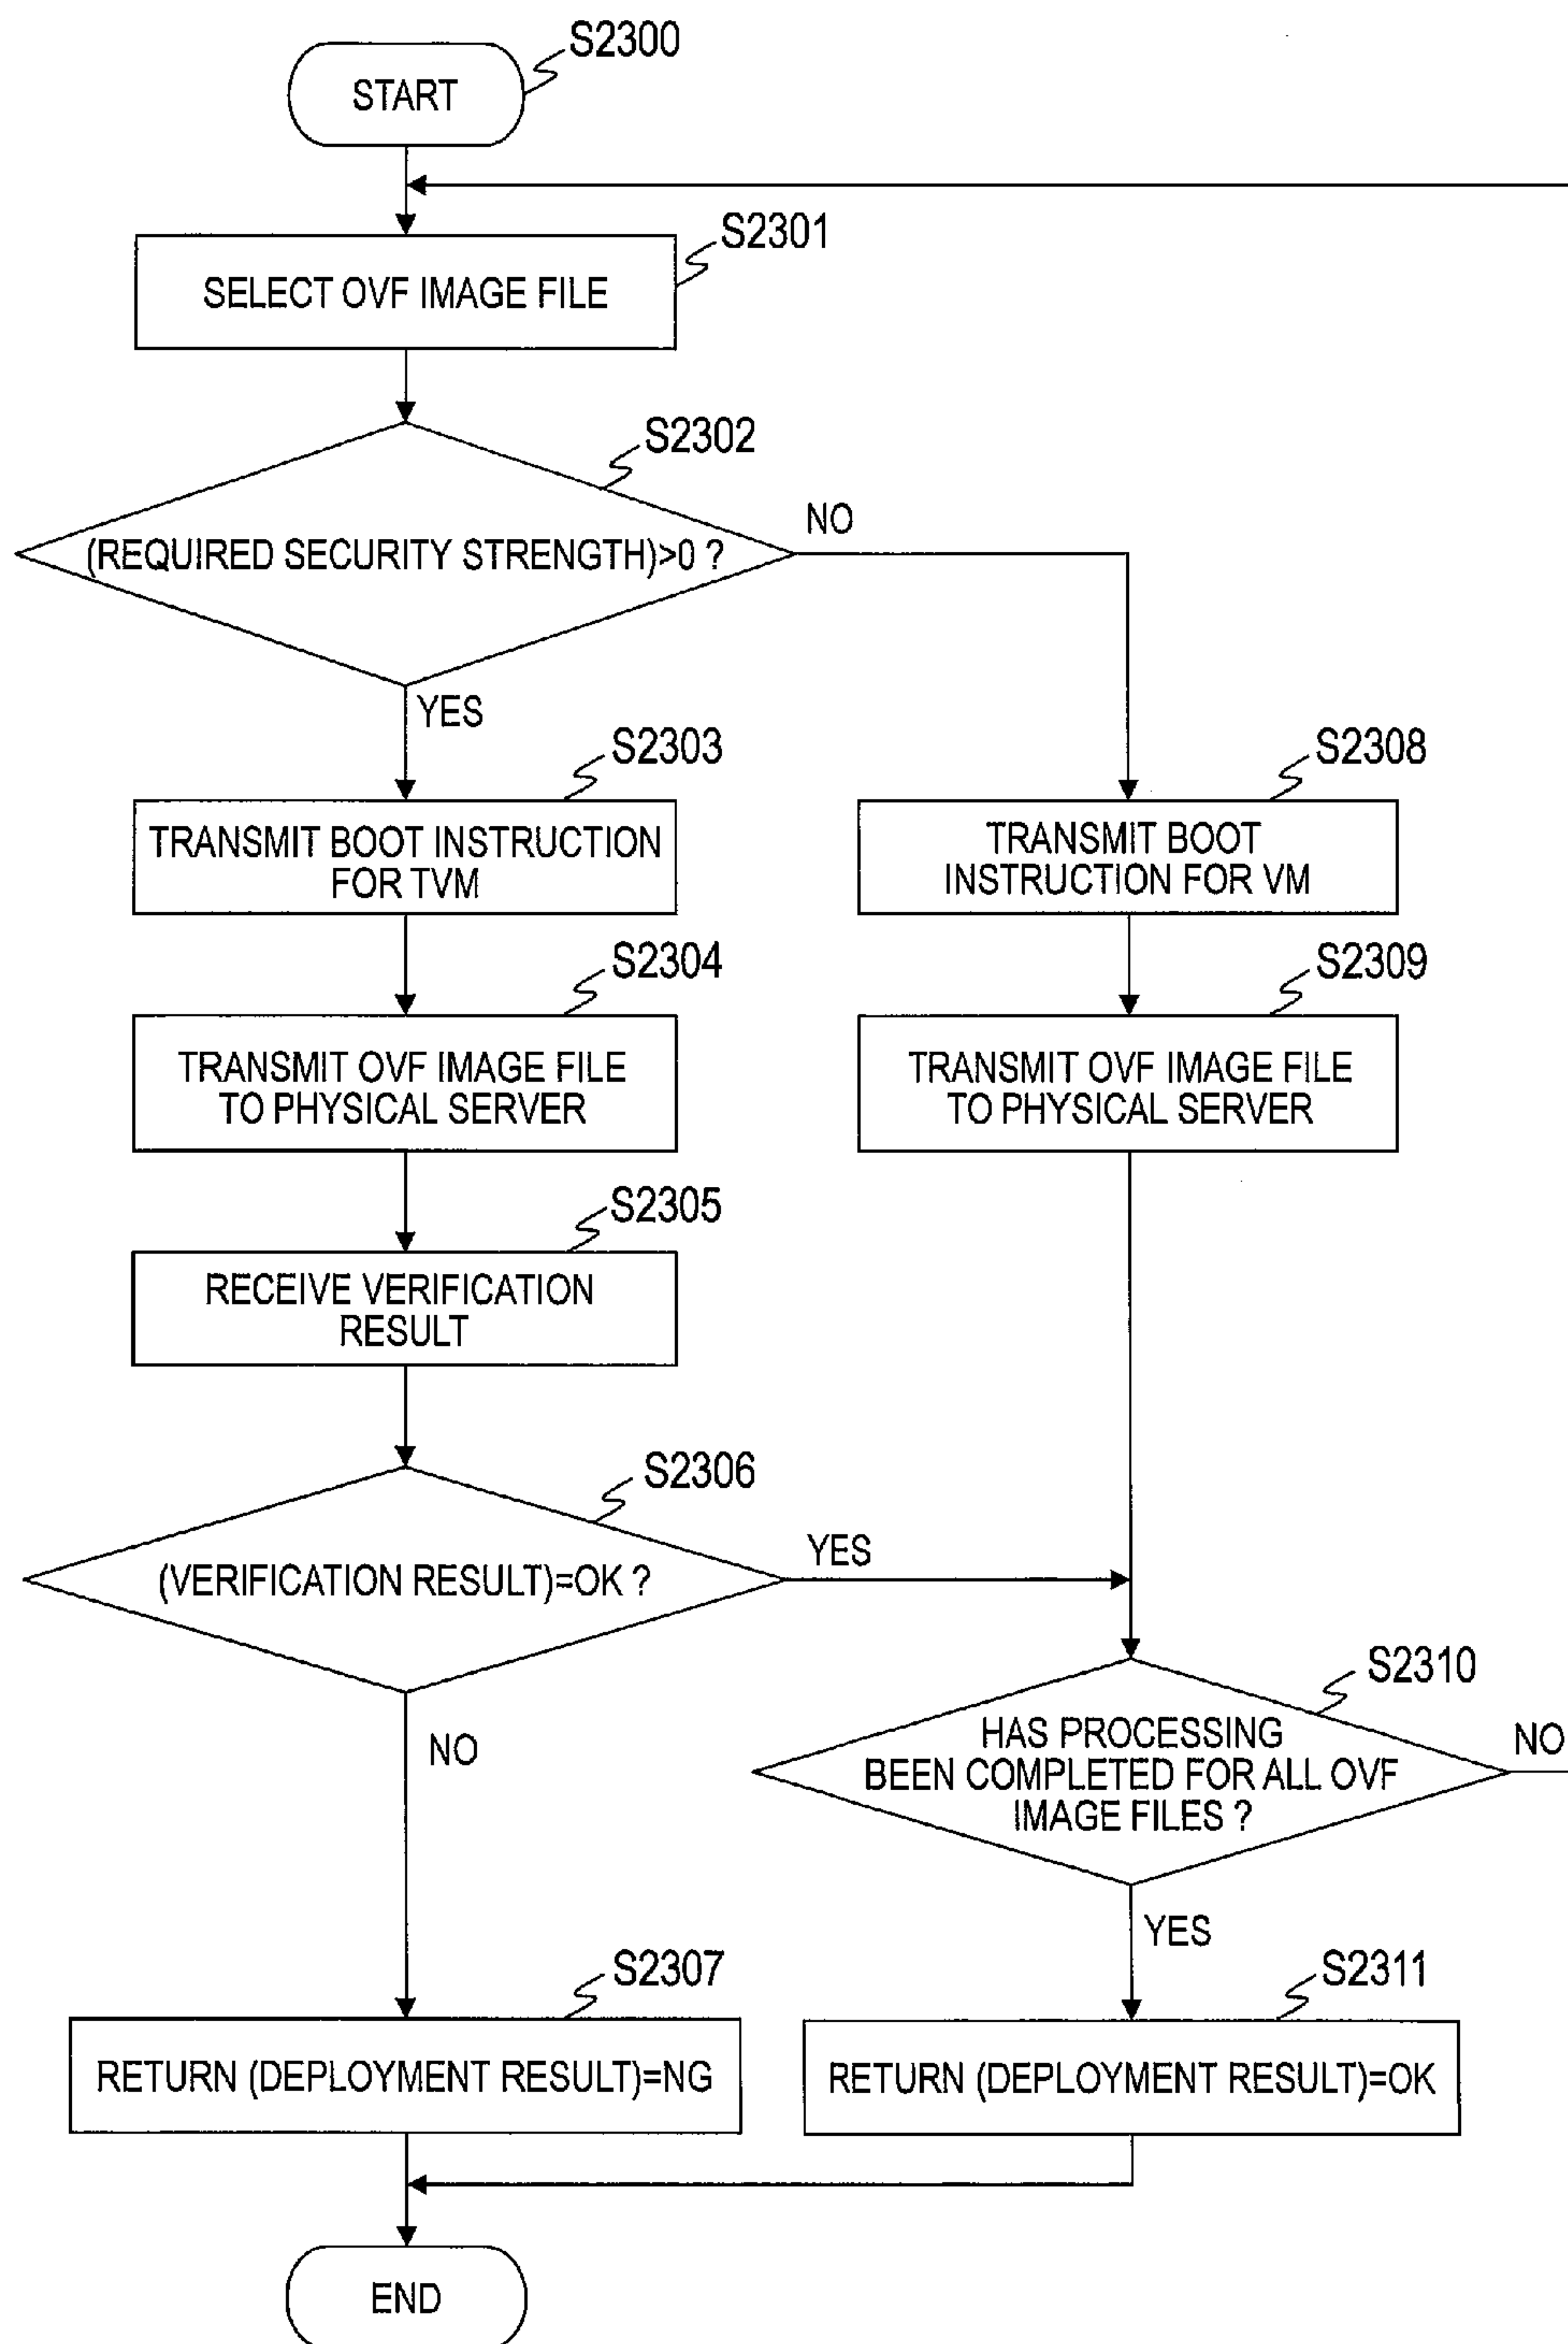 S2300
START
S2301
SELECT OVF IMAGE FILE
S2302
(REQUIRED SECURITY STRENGTH)>0 ?
NO
YES
S2303
TRANSMIT BOOT INSTRUCTION
FOR TVM
S2308
TRANSMIT BOOT
INSTRUCTION FOR VM
S2304
TRANSMIT OVF IMAGE FILE
TO PHYSICAL SERVER
S2309
TRANSMIT OVF IMAGE FILE
TO PHYSICAL SERVER
S2305
RECEIVE VERIFICATION
RESULT
S2306
(VERIFICATION RESULT)=OK ?
YES
NO
S2310
HAS PROCESSING
BEEN COMPLETED FOR ALL OVF
IMAGE FILES ?
NO
YES
S2307
RETURN (DEPLOYMENT RESULT)=NG
S2311
RETURN (DEPLOYMENT RESULT)=OK
END